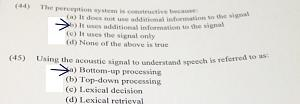 (44) The perception system is constructive because:
(a) It does not use additional information to the signal
b) It uses additional information to the signal
(c) It uses the signal only
(d) None of the above is true
(45) Using the acoustic signal to understand speech is referred to as:
a) Bottom-up processing
(b) Top-down processing
(c) Lexical decision
(d) Lexical retrieval